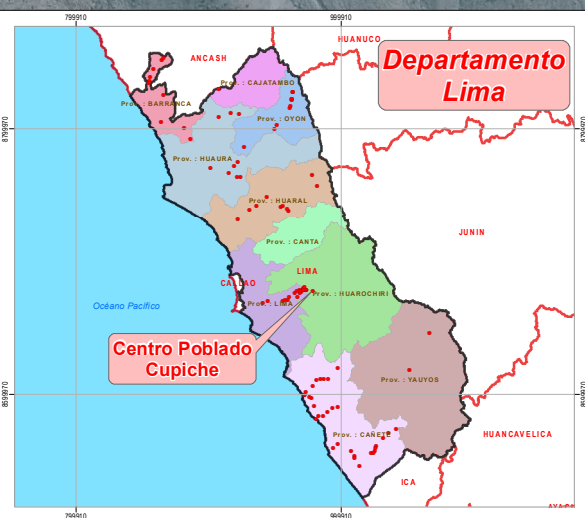 799910
999910
HUANUCO
ANCASH
Departamento
Lima
Prov. : CAJATAMBO
Prov. : BARRANCA
Prov. : OYON
8799970
8799970
Prov. : HUAURA
Prov. : HUARAL
JUNIN
Prov. : CANTA
LIMA
CALLAO
Prov. : HUAROCHIRI
Prov. : LIMA
Océano Pacífico
Centro Poblado
Cupiche
Prov. : YAUYOS
8599970
8599970
Prov. : CAÑETE
HUANCAVELICA
ICA
799910
999910